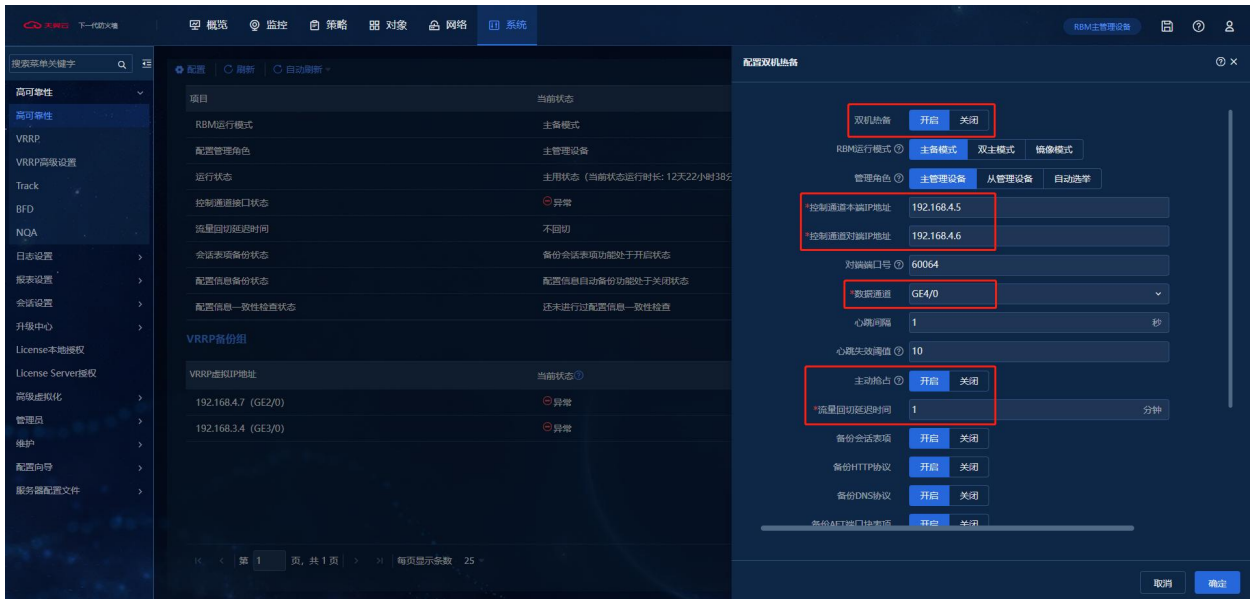 天翼云 下一代防火墙
概览 监控 策略 对象 网络 系统
RBM主管理设备
搜索菜单关键字
高可靠性
高可靠性
VRRP
VRRP高级设置
Track
BFD
NQA
日志设置
报表设置
会话设置
升级中心
License本地授权
License Server授权
高级虚拟化
管理员
维护
配置向导
服务器配置文件
配置 刷新 自动刷新
项目 当前状态
RBM运行模式 主备模式
配置管理角色 主管理设备
运行状态 主用状态（当前状态运行时长: 12天22小时38分
控制通道接口状态 异常
流量回切延迟时间 不回切
会话表项备份状态 备份会话表项功能处于开启状态
配置信息备份状态 配置信息自动备份功能处于关闭状态
配置信息一致性检查状态 还未进行过配置信息一致性检查
VRRP备份组
VRRP虚拟IP地址 当前状态
192.168.4.7 (GE2/0) 异常
192.168.3.4 (GE3/0) 异常
第 1 页, 共 1 页 每页显示条数 25
配置双机热备
双机热备 开启 关闭
RBM运行模式 主备模式 双主模式 镜像模式
管理角色 主管理设备 从管理设备 自动选举
*控制通道本端IP地址 192.168.4.5
*控制通道对端IP地址 192.168.4.6
对端端口号 60064
*数据通道 GE4/0
心跳间隔 1 秒
心跳失效阈值 10
主动抢占 开启 关闭
*流量回切延迟时间 1 分钟
备份会话表项 开启 关闭
备份HTTP协议 开启 关闭
备份DNS协议 开启 关闭
备份AFT端口块表项 开启 关闭
取消 确定